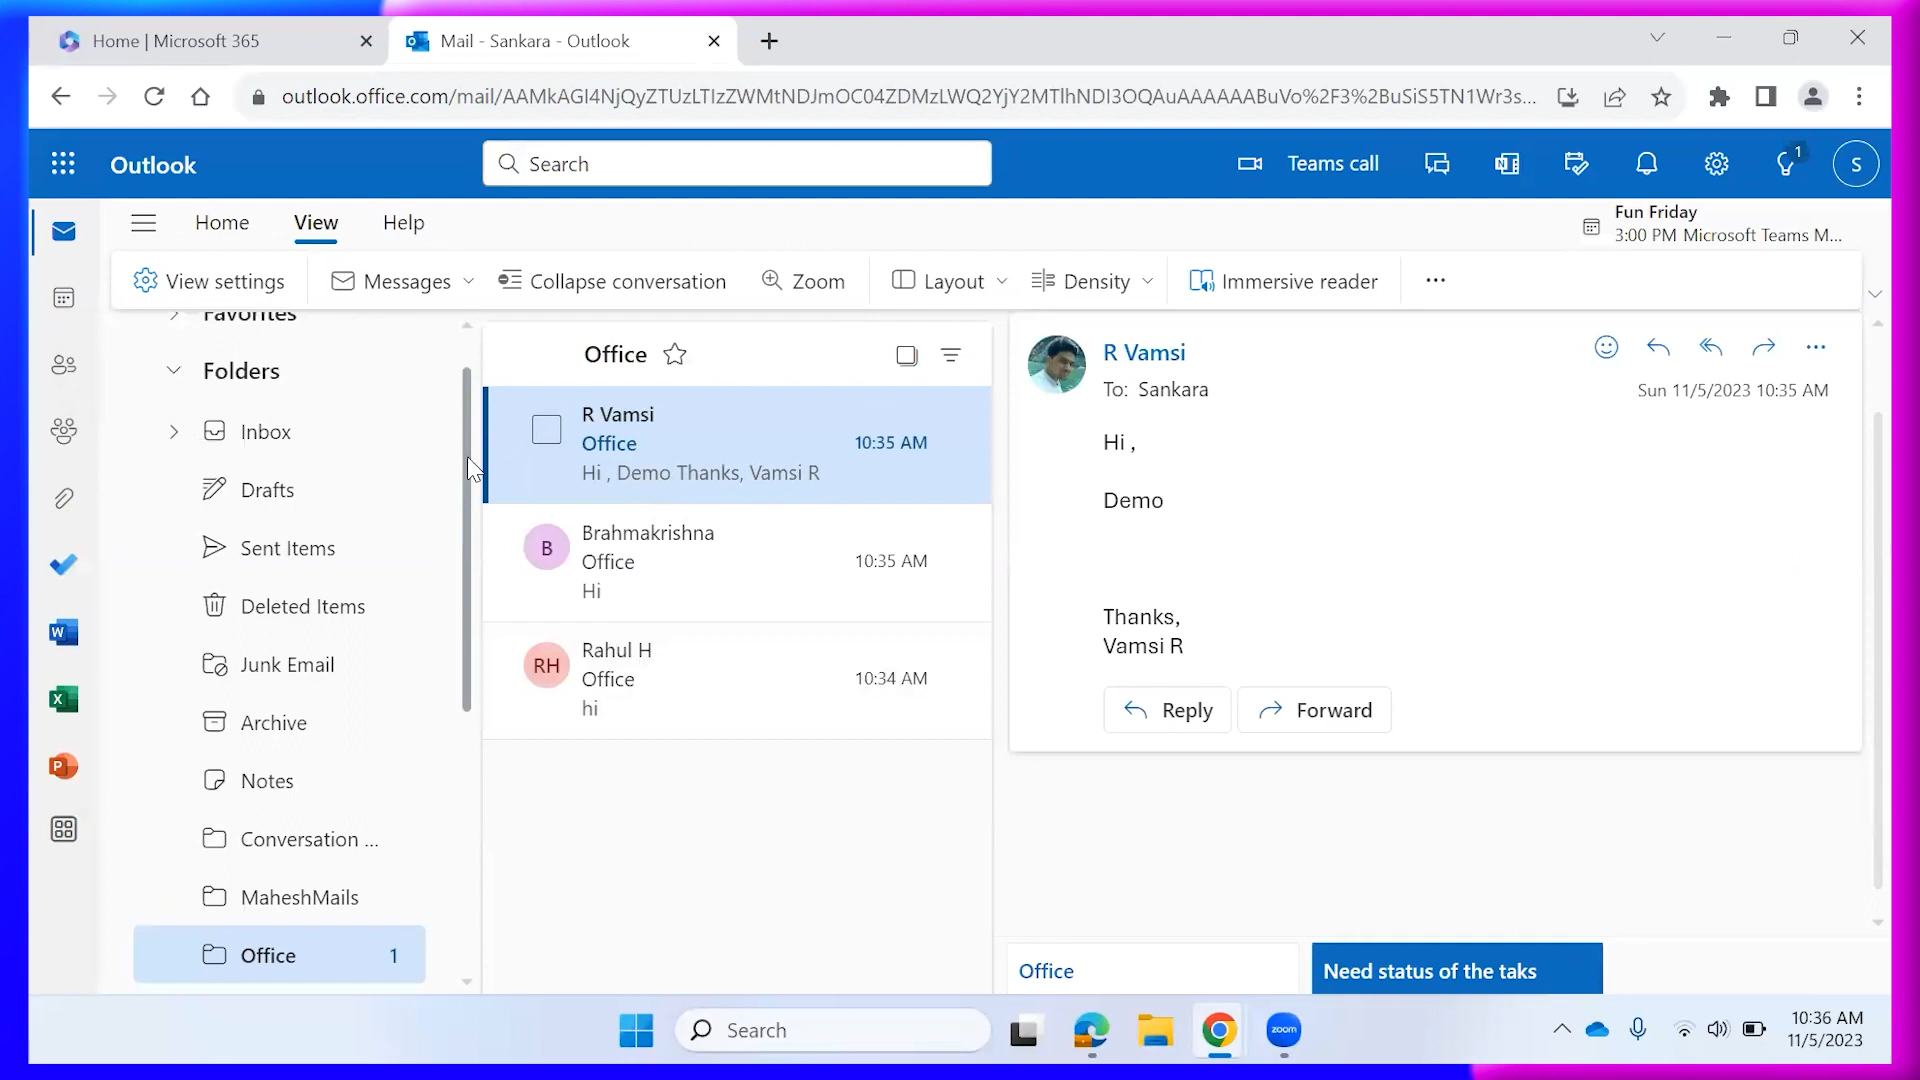 Home | Microsoft 365
Mail - Sankara - Outlook
outlook.office.com/mail/AAMkAGI4NjQyZTUzLTIzZWMtNDJmOC04ZDMzLWQ2YjY2MTlhNDI3OQAuAAAAAABuVo%2F3%2BuSiS5TN1Wr3s...
Outlook
Search
Teams call
1
S
Home
View
Help
Fun Friday
3:00 PM Microsoft Teams M...
View settings
Messages
Collapse conversation
Zoom
Layout
Density
Immersive reader
Favorites
Folders
Inbox
Drafts
Sent Items
Deleted Items
Junk Email
Archive
Notes
Conversation ...
MaheshMails
Office 1
Office
R Vamsi
Office 10:35 AM
Hi , Demo Thanks, Vamsi R
B
Brahmakrishna
Office 10:35 AM
Hi
RH
Rahul H
Office 10:34 AM
hi
R Vamsi
To: Sankara
Sun 11/5/2023 10:35 AM
Hi ,
Demo
Thanks,
Vamsi R
Reply
Forward
Office
Need status of the taks
Search
zoom
10:36 AM
11/5/2023